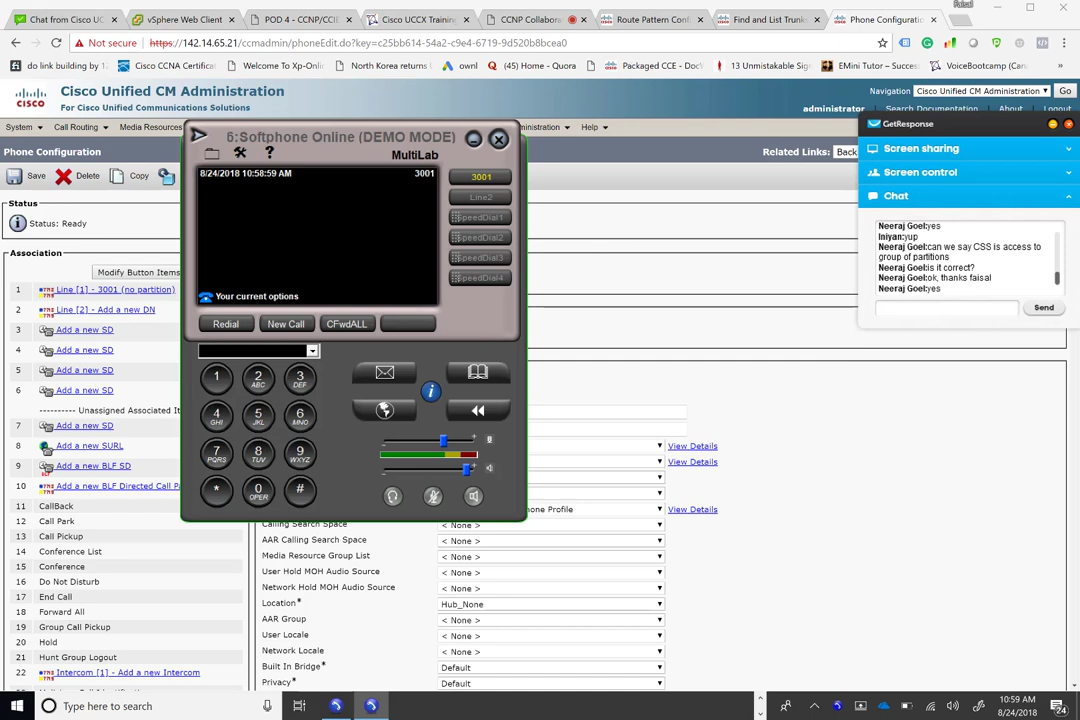 Chat from Cisco UC
vSphere Web Client
POD 4 - CCNP/CCIE
Cisco UCCX Training
CCNP Collabora
Route Pattern Conf
Find and List Trunk
Phone Configuration
Faisal
Not secure
https://142.14.65.21/ccmadmin/phoneEdit.do?key=c25bb614-54a2-c9e4-6719-9d520b8bcea0
do link building by 1
Cisco CCNA Certificat
Welcome To Xp-Onl
North Korea returns
ownl
(45) Home - Quora
Packaged CCE - Doc
13 Unmistakable Sig
EMini Tutor – Succes
VoiceBootcamp (Can
CISCO
Cisco Unified CM Administration
For Cisco Unified Communications Solutions
Navigation
Cisco Unified CM Administration
Go
administrator
Search Documentation
About
Logout
System
Call Routing
Media Resources
ministration
Help
Phone Configuration
Related Links:
Back
Save
Delete
Copy
Status
Status: Ready
Association
Modify Button Items
1 Line [1] - 3001 (no partition)
2 Line [2] - Add a new DN
3 Add a new SD
4 Add a new SD
5 Add a new SD
6 Add a new SD
---------- Unassigned Associated It
7 Add a new SD
8 Add a new SURL
9 Add a new BLF SD
10 Add a new BLF Directed Call P
11 CallBack
12 Call Park
13 Call Pickup
14 Conference List
15 Conference
16 Do Not Disturb
17 End Call
18 Forward All
19 Group Call Pickup
20 Hold
21 Hunt Group Logout
22 Intercom [1] - Add a new Intercom
6:Softphone Online (DEMO MODE)
?
MultiLab
8/24/2018 10:58:59 AM
3001
Your current options
3001
Line2
SpeedDial1
SpeedDial2
SpeedDial3
SpeedDial4
Redial
New Call
CFwdALL
1
2
ABC
3
DEF
4
GHI
5
JKL
6
MNO
7
PQRS
8
TUV
9
WXYZ
*
0
OPER
#
i
View Details
View Details
one Profile
View Details
Calling Search Space
< None >
AAR Calling Search Space
< None >
Media Resource Group List
< None >
User Hold MOH Audio Source
< None >
Network Hold MOH Audio Source
< None >
Location*
Hub_None
AAR Group
< None >
User Locale
< None >
Network Locale
< None >
Built In Bridge*
Default
Privacy*
Default
GetResponse
Screen sharing
Screen control
Chat
Neeraj Goel:yes
Iniyan:yup
Neeraj Goel:can we say CSS is access to
group of partitions
Neeraj Goel:is it correct?
Neeraj Goel:ok, thanks faisal
Neeraj Goel:yes
Send
Type here to search
10:59 AM
8/24/2018
24